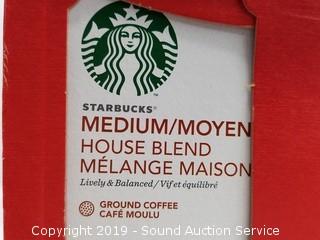 STARBUCKS®
MEDIUM/MOYEN
HOUSE BLEND
MÉLANGE MAISON
Lively & Balanced / Vif et équilibré
GROUND COFFEE
CAFÉ MOULU
Copyright 2019 - Sound Auction Service